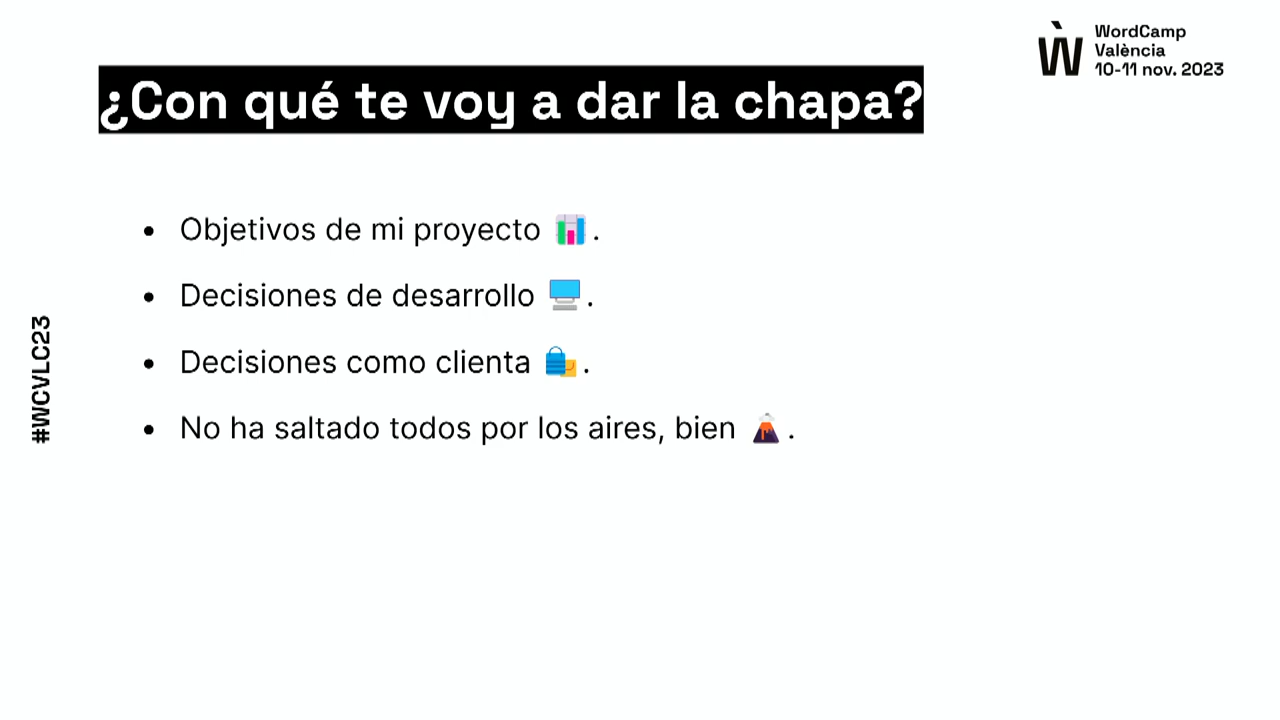 WordCamp
València
10-11 nov. 2023
¿Con qué te voy a dar la chapa?
• Objetivos de mi proyecto 📊.
• Decisiones de desarrollo 🖥️.
• Decisiones como clienta 🛍️.
• No ha saltado todos por los aires, bien 🌋.
#WCVLC23